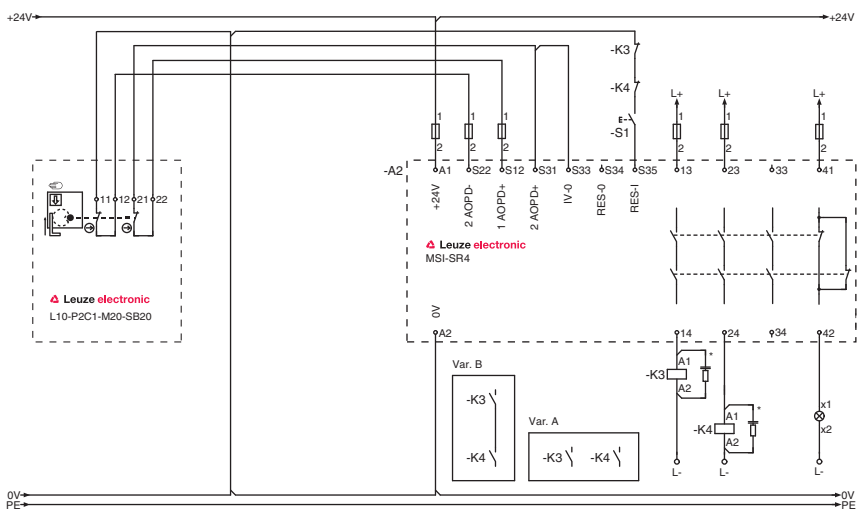 +24V +24V
-K3
-K4
L+ L+ L+
E-
-S1
1 1 1 1 1 1
2 2 2 2 2 2
-A2 A1 S22 S12 S31 S33 S34 S35 13 23 33 41
+24V 2 AOPD- 1 AOPD+ 2 AOPD+ IV-0 RES-0 RES-I
11 12 21 22
Leuze electronic
MSI-SR4
Leuze electronic
L10-P2C1-M20-SB20
0V
A2 14 24 34 42
Var. B
-K3
-K4
Var. A
-K3 -K4
A1 *
-K3
A2
A1 *
-K4
A2
x1
x2
L- L- L-
0V 0V
PE PE